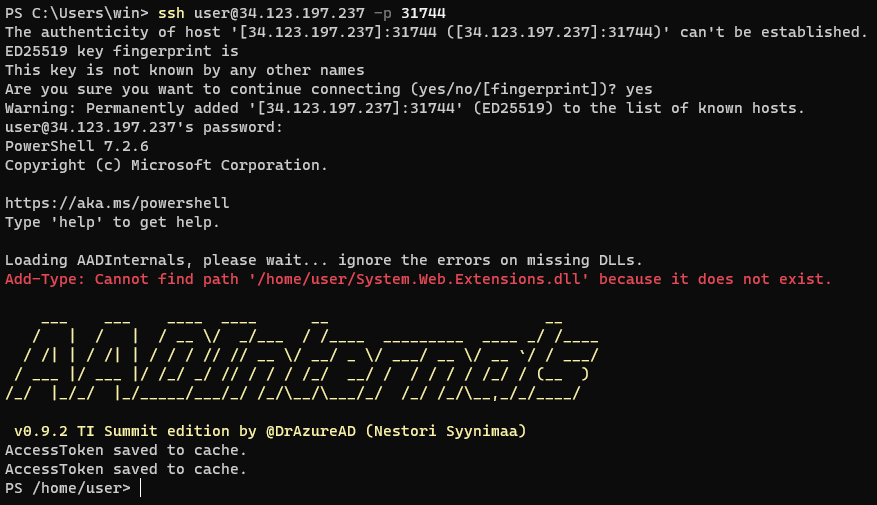 PS C:\Users\win> ssh user@34.123.197.237 -p 31744
The authenticity of host '[34.123.197.237]:31744 ([34.123.197.237]:31744)' can't be established.
ED25519 key fingerprint is
This key is not known by any other names
Are you sure you want to continue connecting (yes/no/[fingerprint])? yes
Warning: Permanently added '[34.123.197.237]:31744' (ED25519) to the list of known hosts.
user@34.123.197.237's password:
PowerShell 7.2.6
Copyright (c) Microsoft Corporation.
https://aka.ms/powershell
Type 'help' to get help.
Loading AADInternals, please wait... ignore the errors on missing DLLs.
Add-Type: Cannot find path '/home/user/System.Web.Extensions.dll' because it does not exist.
AADInternals
v0.9.2 TI Summit edition by @DrAzureAD (Nestori Syynimaa)
AccessToken saved to cache.
AccessToken saved to cache.
PS /home/user>